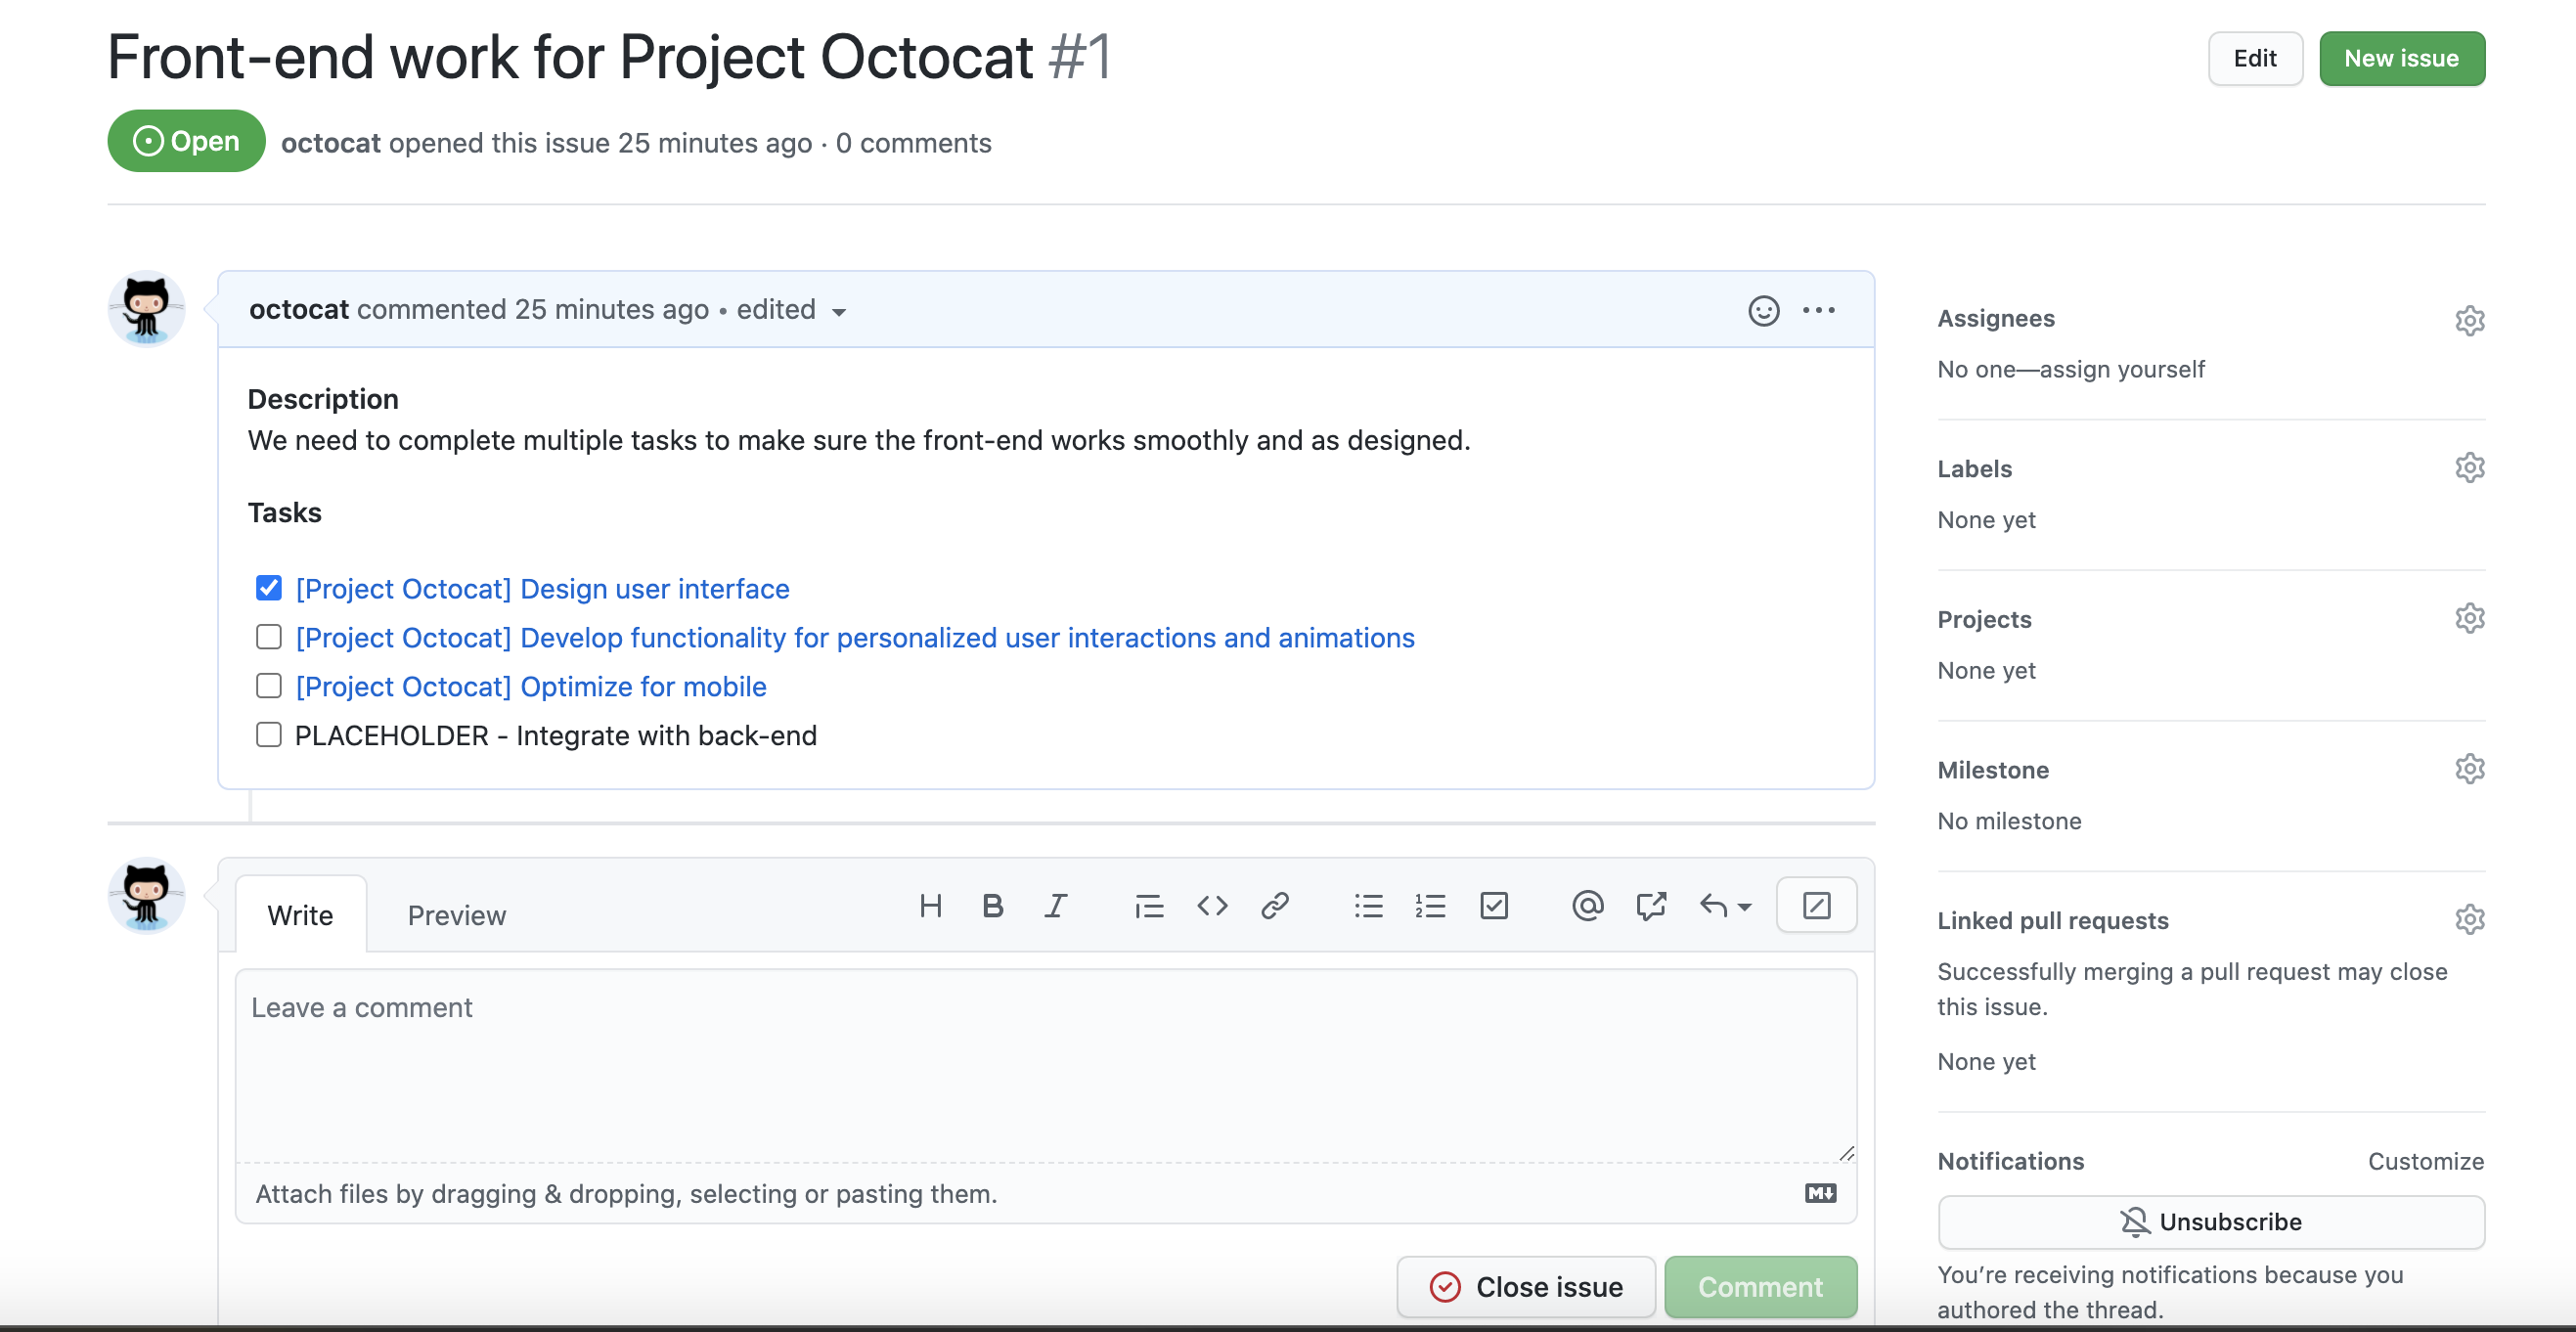 Front-end work for Project Octocat #1
Edit
New issue
Open
octocat opened this issue 25 minutes ago · 0 comments
octocat commented 25 minutes ago • edited
Description
We need to complete multiple tasks to make sure the front-end works smoothly and as designed.
Tasks
[Project Octocat] Design user interface
[Project Octocat] Develop functionality for personalized user interactions and animations
[Project Octocat] Optimize for mobile
PLACEHOLDER - Integrate with back-end
Write
Preview
Leave a comment
Attach files by dragging & dropping, selecting or pasting them.
Close issue
Comment
Assignees
No one—assign yourself
Labels
None yet
Projects
None yet
Milestone
No milestone
Linked pull requests
Successfully merging a pull request may close
this issue.
None yet
Notifications
Customize
Unsubscribe
You’re receiving notifications because you
authored the thread.